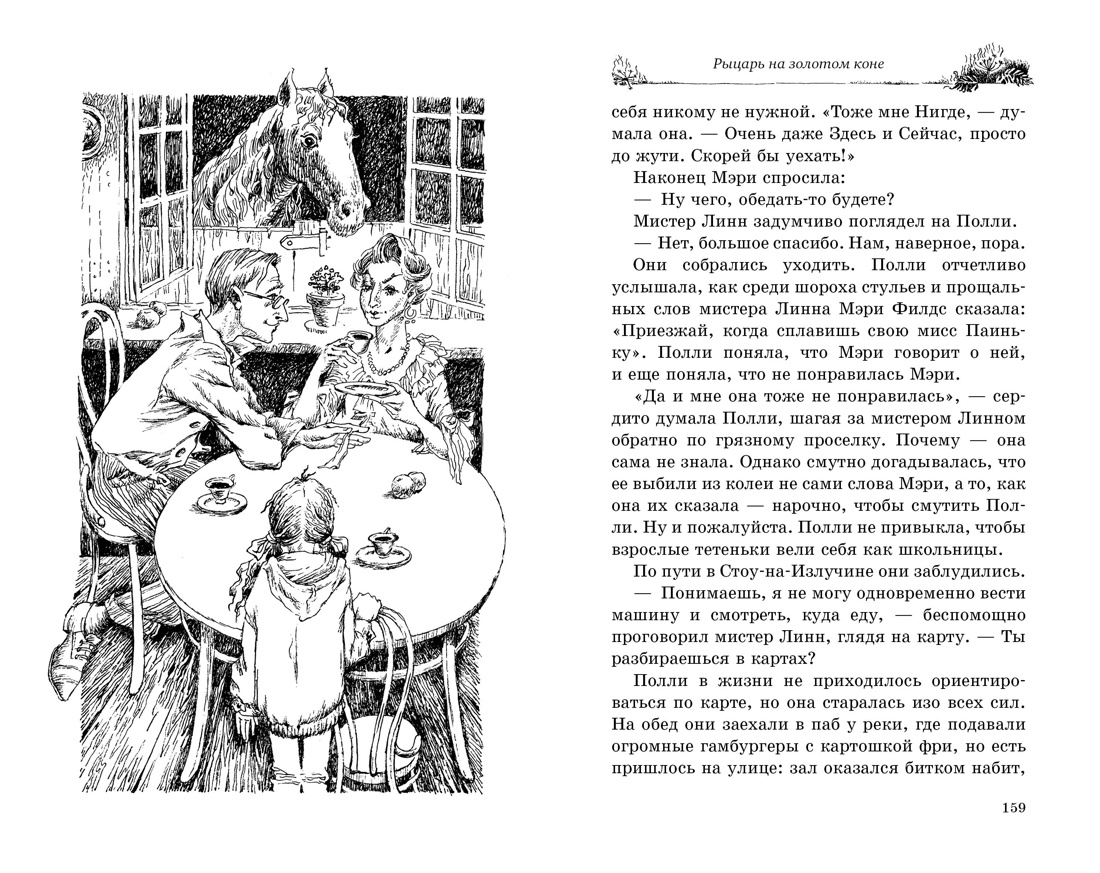 Рыцарь на золотом коне
себя никому не нужной. «Тоже мне Нигде, — ду-
мала она. — Очень даже Здесь и Сейчас, просто
до жути. Скорей бы уехать!»
Наконец Мэри спросила:
— Ну чего, обедать-то будете?
Мистер Линн задумчиво поглядел на Полли.
— Нет, большое спасибо. Нам, наверное, пора.
Они собрались уходить. Полли отчетливо
услышала, как среди шороха стульев и прощаль-
ных слов мистера Линна Мэри Филдс сказала:
«Приезжай, когда сплавишь свою мисс Паинь-
ку». Полли поняла, что Мэри говорит о ней,
и еще поняла, что не понравилась Мэри.
«Да и мне она тоже не понравилась», — сер-
дито думала Полли, шагая за мистером Линном
обратно по грязному проселку. Почему — она
сама не знала. Однако смутно догадывалась, что
ее выбили из колеи не сами слова Мэри, а то, как
она их сказала — нарочно, чтобы смутить Пол-
ли. Ну и пожалуйста. Полли не привыкла, чтобы
взрослые тетеньки вели себя как школьницы.
По пути в Стоу-на-Излучине они заблудились.
— Понимаешь, я не могу одновременно вести
машину и смотреть, куда еду, — беспомощно
проговорил мистер Линн, глядя на карту. — Ты
разбираешься в картах?
Полли в жизни не приходилось ориентиро-
ваться по карте, но она старалась изо всех сил.
На обед они заехали в паб у реки, где подавали
огромные гамбургеры с картошкой фри, но есть
пришлось на улице: зал оказался битком набит,
159